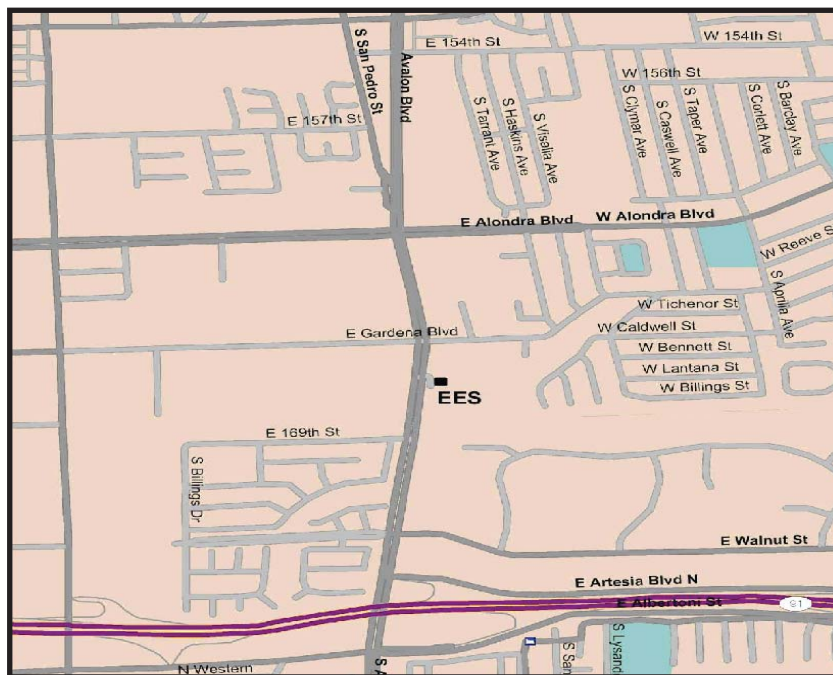 E 154th St
W 154th St
S San Pedro St
Avalon Blvd
W 156th St
S Tarrant Ave
S Haskins Ave
S Visalia Ave
S Clymar Ave
S Caswell Ave
S Taper Ave
S Corlett Ave
S Barclay Ave
E 157th St
E Alondra Blvd
W Alondra Blvd
W Reeve S
S Aprilia Ave
W Tichenor St
E Gardena Blvd
W Caldwell St
W Bennott St
W Lantana St
W Billings St
EES
E 169th St
S Billings Dr
E Walnut St
E Artesia Blvd N
E Albertoni St
91
N Western
S A
S San
S Lysand